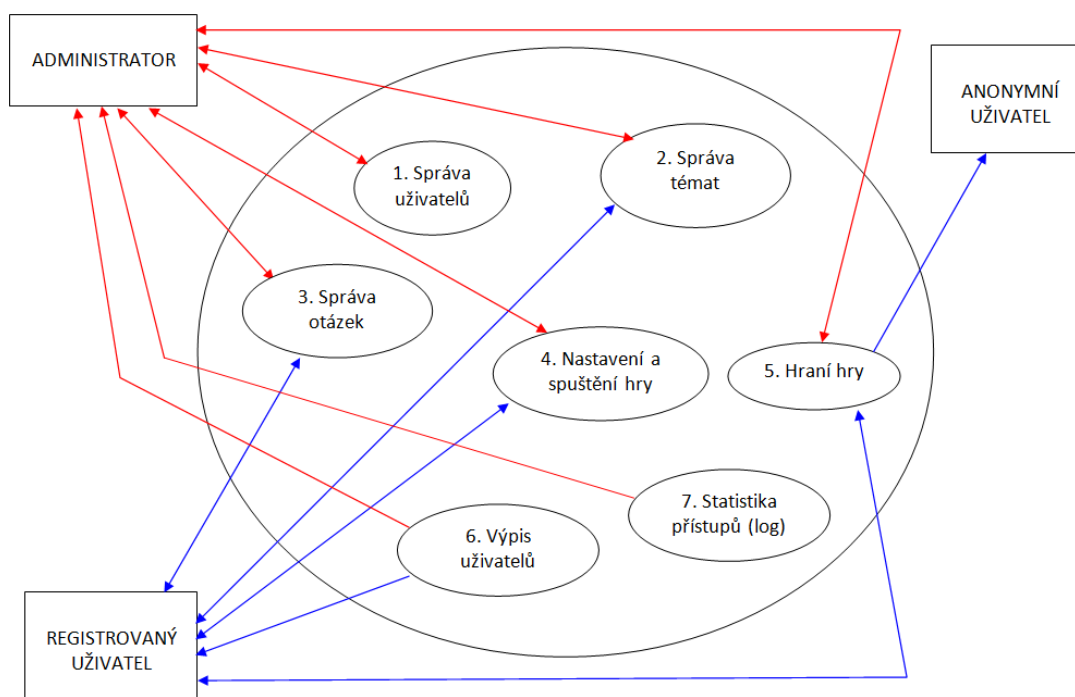 ADMINISTRATOR
ANONYMNÍ
UŽIVATEL
1. Správa
uživatelů
2. Správa
témat
3. Správa
otázek
4. Nastavení a
spuštění hry
5. Hraní hry
6. Výpis
uživatelů
7. Statistika
přístupů (log)
REGISTROVANÝ
UŽIVATEL